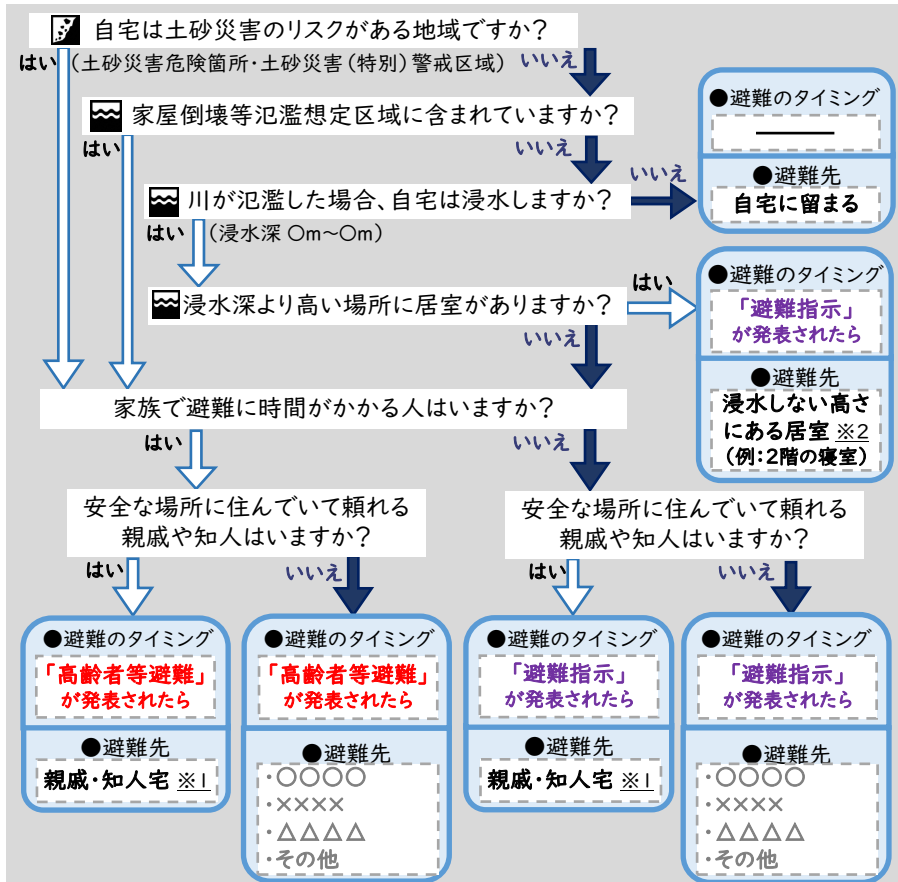 自宅は土砂災害のリスクがある地域ですか?
はい
(土砂災害危険箇所・土砂災害(特別)警戒区域)
いいえ
家屋倒壊等氾濫想定区域に含まれていますか?
はい
いいえ
川が氾濫した場合、自宅は浸水しますか?
いいえ
はい
(浸水深 〇m~〇m)
●避難のタイミング
―――
●避難先
自宅に留まる
浸水深より高い場所に居室がありますか?
はい
いいえ
●避難のタイミング
「避難指示」
が発表されたら
●避難先
浸水しない高さ
にある居室 ※2
(例:2階の寝室)
家族で避難に時間がかかる人はいますか?
はい
いいえ
安全な場所に住んでいて頼れる
親戚や知人はいますか?
はい
いいえ
安全な場所に住んでいて頼れる
親戚や知人はいますか?
はい
いいえ
●避難のタイミング
「高齢者等避難」
が発表されたら
●避難先
親戚・知人宅 ※1
●避難のタイミング
「高齢者等避難」
が発表されたら
●避難先
・〇〇〇〇
・××××
・△△△△
・その他
●避難のタイミング
「避難指示」
が発表されたら
●避難先
親戚・知人宅 ※1
●避難のタイミング
「避難指示」
が発表されたら
●避難先
・〇〇〇〇
・××××
・△△△△
・その他